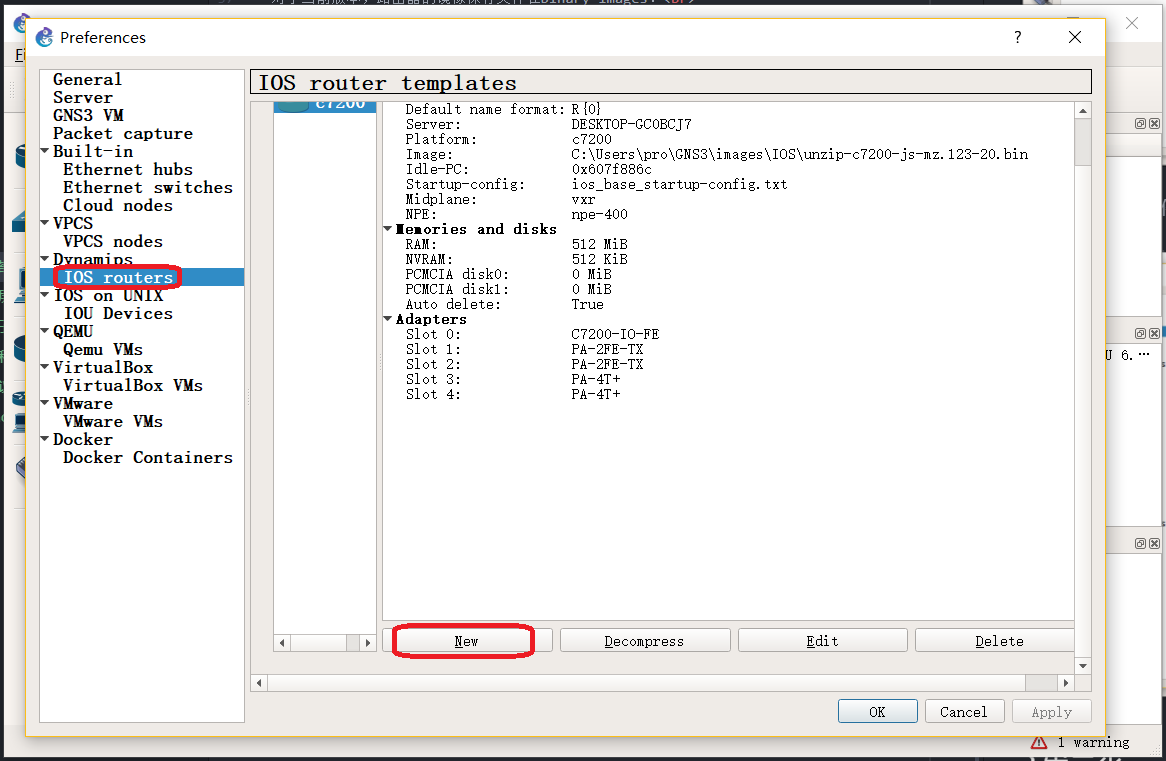 Preferences
?
General
Server
GNS3 VM
Packet capture
Built-in
Ethernet hubs
Ethernet switches
Cloud nodes
VPCS
VPCS nodes
Dynamips
IOS routers
IOS on UNIX
IOU Devices
QEMU
Qemu VMs
VirtualBox
VirtualBox VMs
VMware
VMware VMs
Docker
Docker Containers
IOS router templates
c7200
Default name format: R{0}
Server: DESKTOP-GC0BCJ7
Platform: c7200
Image: C:\Users\pro\GNS3\images\IOS\unzip-c7200-js-mz.123-20.bin
Idle-PC: 0x607f886c
Startup-config: ios_base_startup-config.txt
Midplane: vxr
NPE: npe-400
Memories and disks
RAM: 512 MiB
NVRAM: 512 KiB
PCMCIA disk0: 0 MiB
PCMCIA disk1: 0 MiB
Auto delete: True
Adapters
Slot 0: C7200-IO-FE
Slot 1: PA-2FE-TX
Slot 2: PA-2FE-TX
Slot 3: PA-4T+
Slot 4: PA-4T+
New Decompress Edit Delete
OK Cancel Apply
U 6.…
1 warning